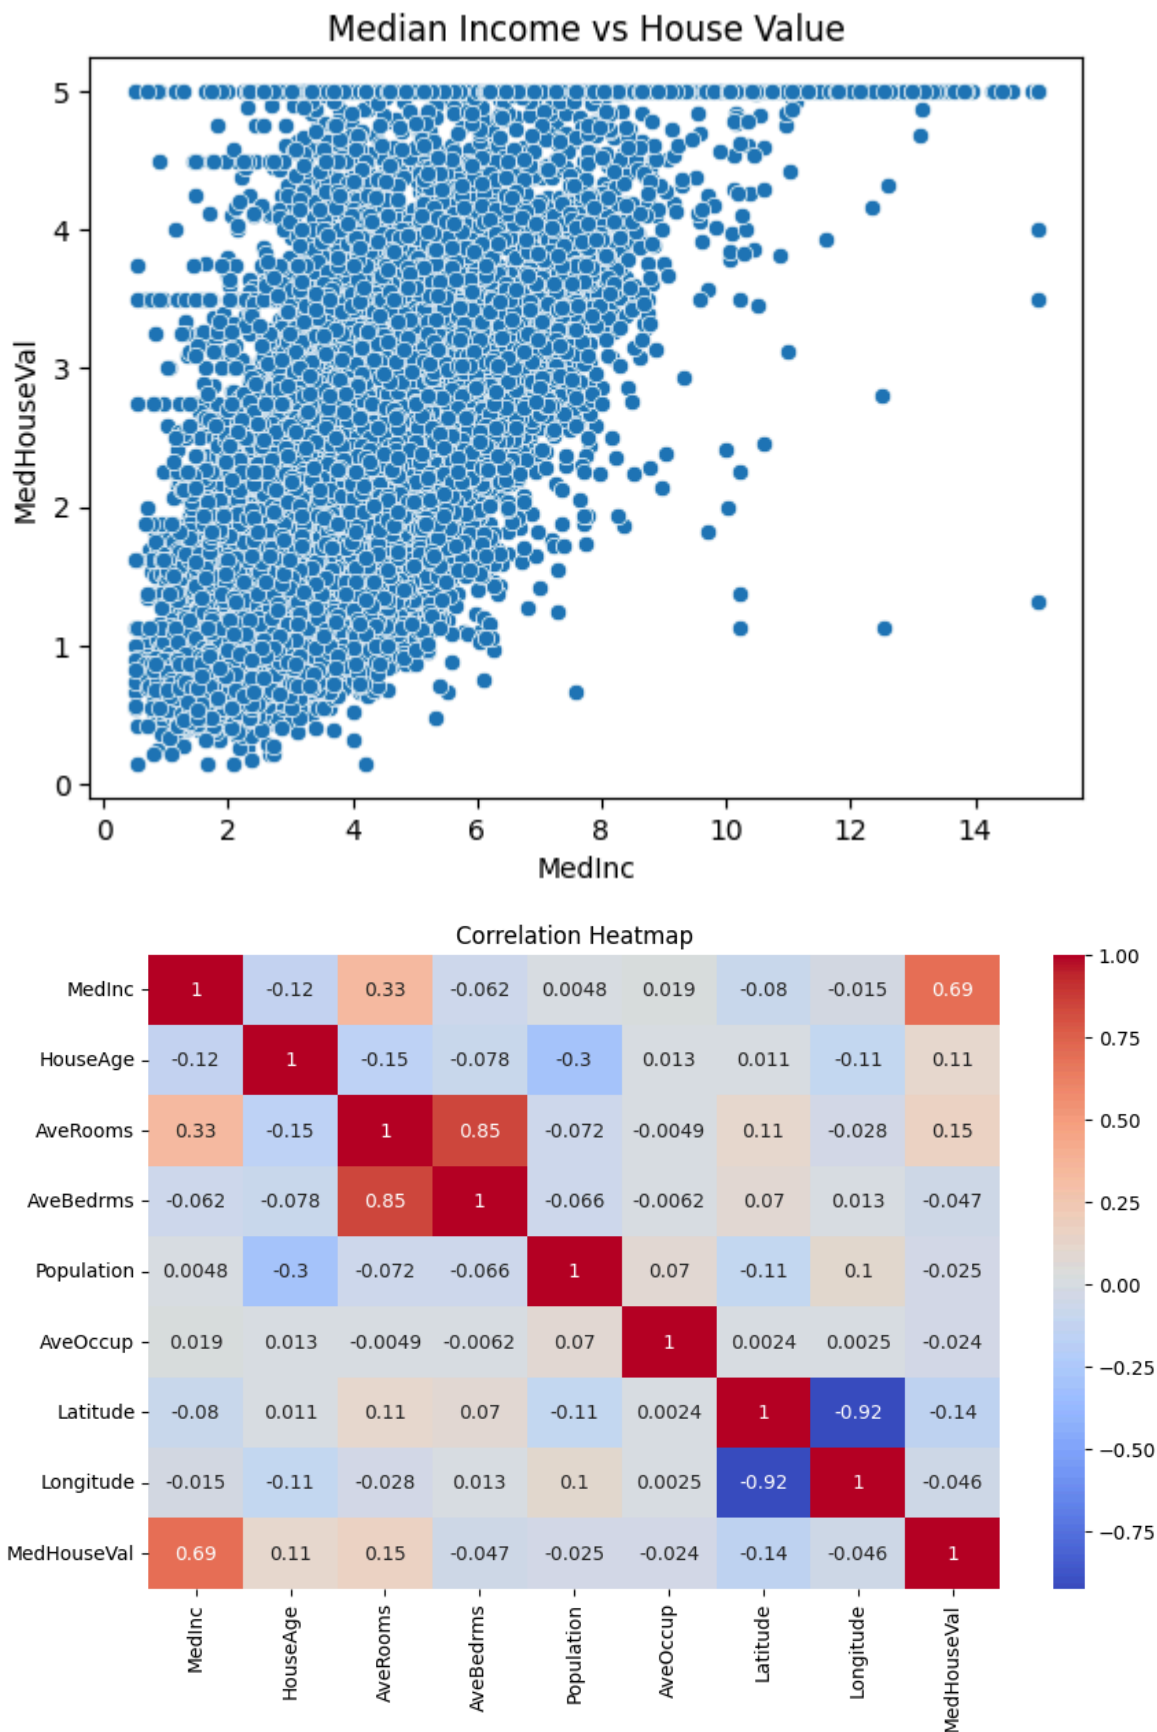 Median Income vs House Value
5
4
3
2
1
0
MedHouseVal
0 2 4 6 8 10 12 14
MedInc
Correlation Heatmap
MedInc 1 -0.12 0.33 -0.062 0.0048 0.019 -0.08 -0.015 0.69
HouseAge -0.12 1 -0.15 -0.078 -0.3 0.013 0.011 -0.11 0.11
AveRooms 0.33 -0.15 1 0.85 -0.072 -0.0049 0.11 -0.028 0.15
AveBedrms -0.062 -0.078 0.85 1 -0.066 -0.0062 0.07 0.013 -0.047
Population 0.0048 -0.3 -0.072 -0.066 1 0.07 -0.11 0.1 -0.025
AveOccup 0.019 0.013 -0.0049 -0.0062 0.07 1 0.0024 0.0025 -0.024
Latitude -0.08 0.011 0.11 0.07 -0.11 0.0024 1 -0.92 -0.14
Longitude -0.015 -0.11 -0.028 0.013 0.1 0.0025 -0.92 1 -0.046
MedHouseVal 0.69 0.11 0.15 -0.047 -0.025 -0.024 -0.14 -0.046 1
MedInc HouseAge AveRooms AveBedrms Population AveOccup Latitude Longitude MedHouseVal
1.00
0.75
0.50
0.25
0.00
−0.25
−0.50
−0.75